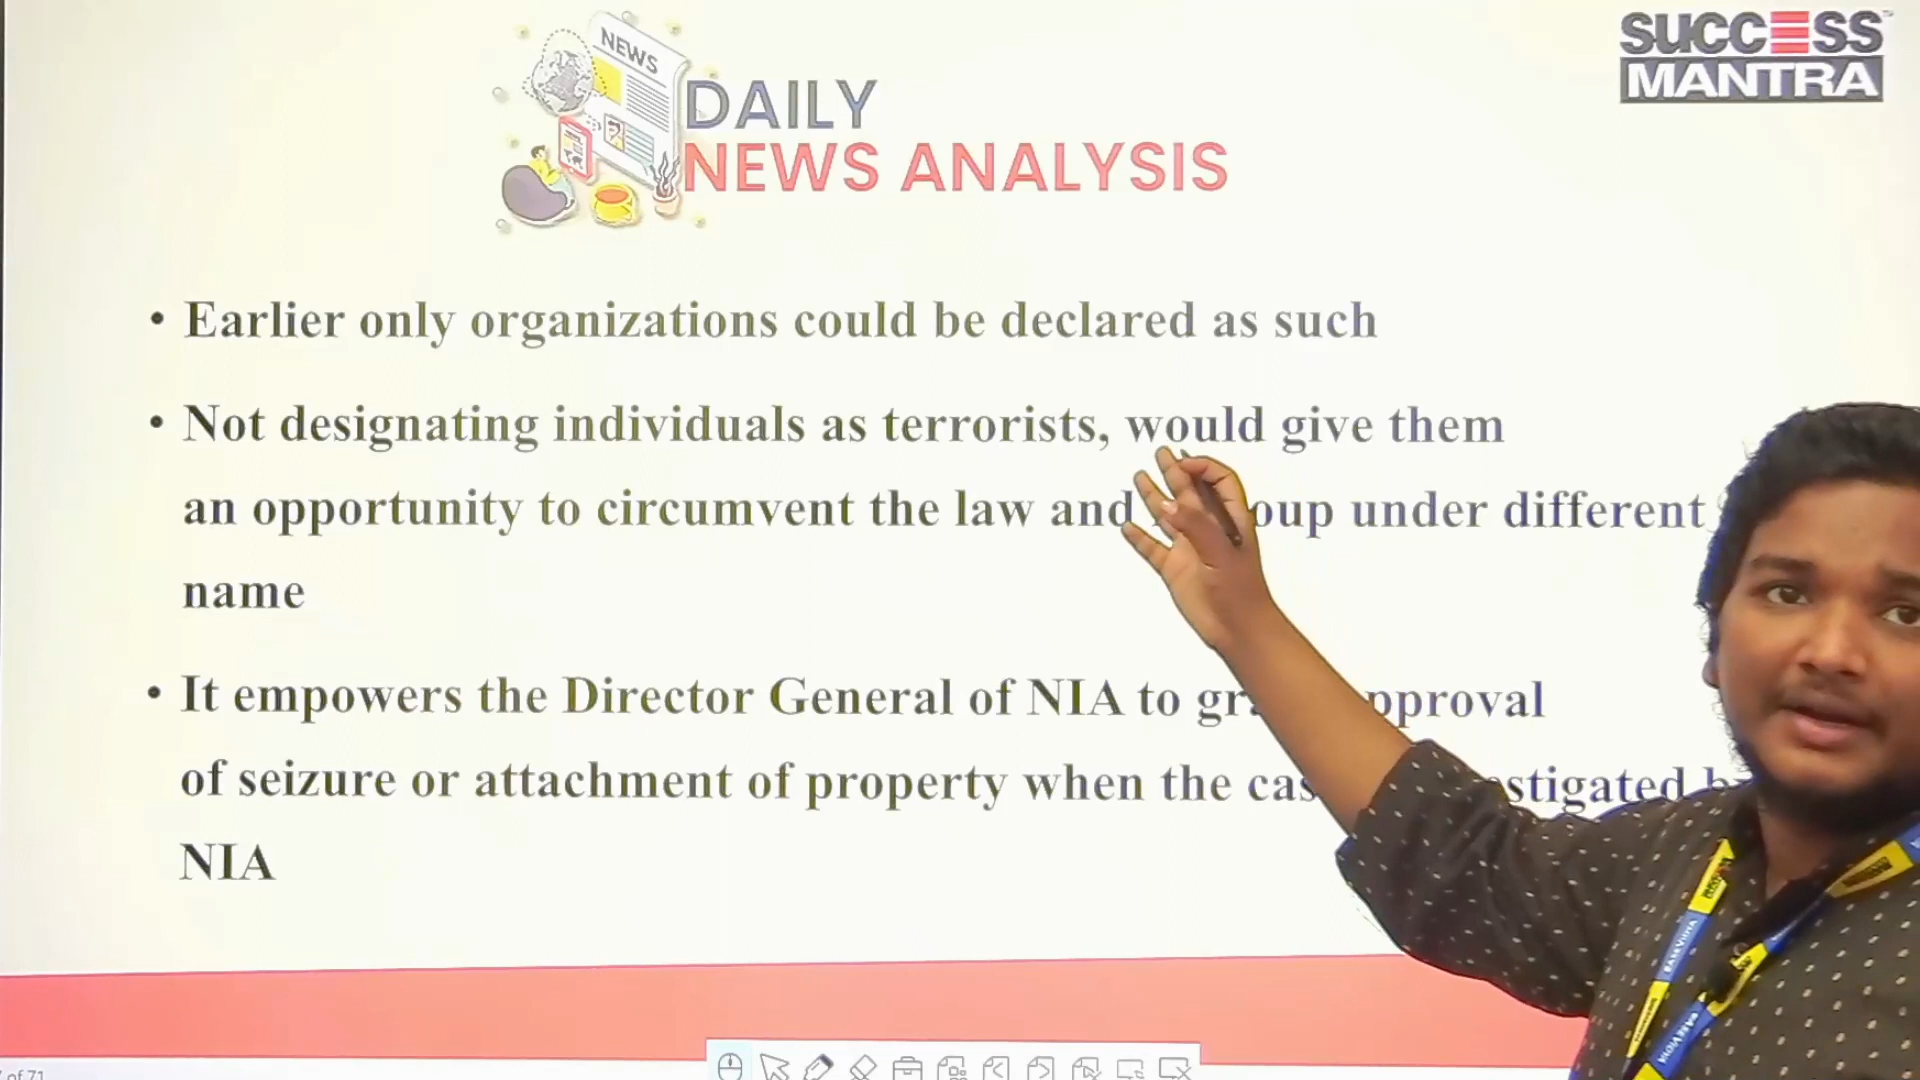 SUCCESS
MANTRA
NEWS
DAILY
NEWS ANALYSIS
• Earlier only organizations could be declared as such
• Not designating individuals as terrorists, would give them
an opportunity to circumvent the law and oup under different
name
• It empowers the Director General of NIA to pproval
of seizure or attachment of property when the stigated
NIA
of 71